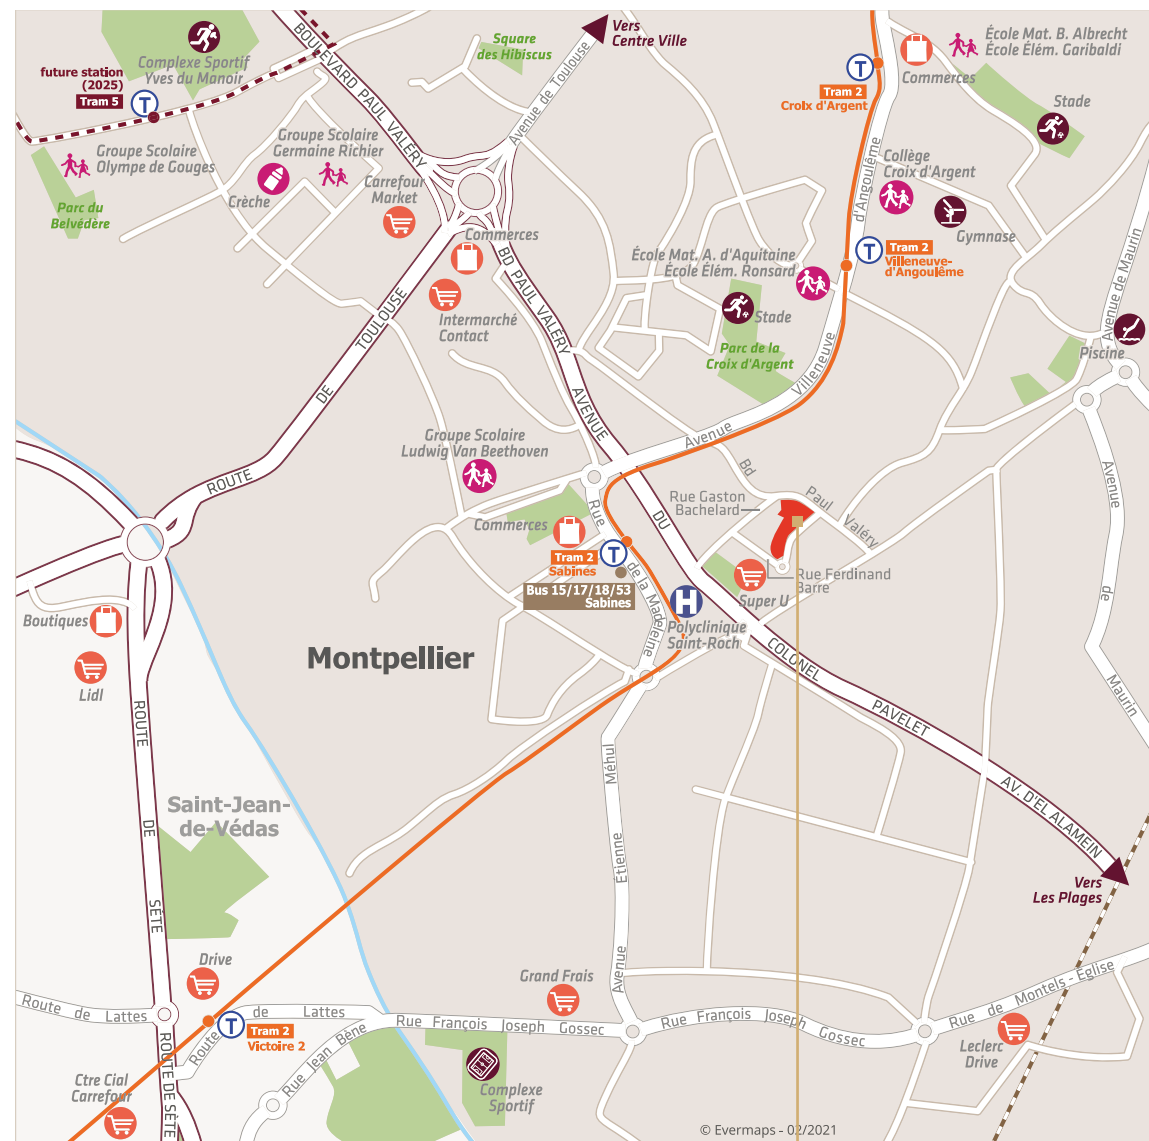 Vers
Centre Ville
Square
des Hibiscus
École Mat. B. Albrecht
École Élém. Garibaldi
BOULEVARD PAUL VALÉRY
Complexe Sportif
Yves du Manoir
future station
(2025)
Tram 5
T
T
Tram 2
Croix d'Argent
Commerces
Stade
Avenue de Toulouse
Groupe Scolaire
Olympe de Gouges
Groupe Scolaire
Germaine Richier
Crèche
Carrefour
Market
Parc du
Belvédère
Collège
Croix d'Argent
d'Angoulême
Gymnase
Commerces
BD PAUL VALÉRY
École Mat. A. d'Aquitaine
École Élém. Ronsard
T
Tram 2
Villeneuve-
d'Angoulême
Avenue de Maurin
Intermarché
Contact
Stade
Parc de la
Croix d'Argent
Villeneuve
Piscine
TOULOUSE
DE
ROUTE
AVENUE
Avenue
Groupe Scolaire
Ludwig Van Beethoven
Bd
Paul
Valéry
Rue Gaston
Bachelard
Avenue
de
Maurin
Commerces
Rue
de la Madeleine
DU
T
Tram 2
Sabines
Bus 15/17/18/53
Sabines
Rue Ferdinand
Barre
Super U
H
Polyclinique
Saint-Roch
Boutiques
Lidl
Montpellier
COLONEL
PAVELET
AV. D'EL ALAMEIN
ROUTE
DE
SÈTE
Saint-Jean-
de-Védas
Méhul
Étienne
Avenue
Vers
Les Plages
Drive
Grand Frais
Route de Lattes
Route
de Lattes
T
Tram 2
Victoire 2
Rue Jean Bène
Rue François Joseph Gossec
Rue François Joseph Gossec
Rue de Montels-Église
Leclerc
Drive
ROUTE DE SÈTE
Ctre Cial
Carrefour
Complexe
Sportif
© Evermaps - 02/2021